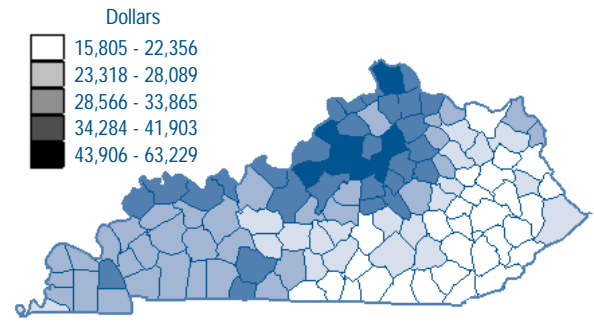 Dollars
15,805 - 22,356
23,318 - 28,089
28,566 - 33,865
34,284 - 41,903
43,906 - 63,229